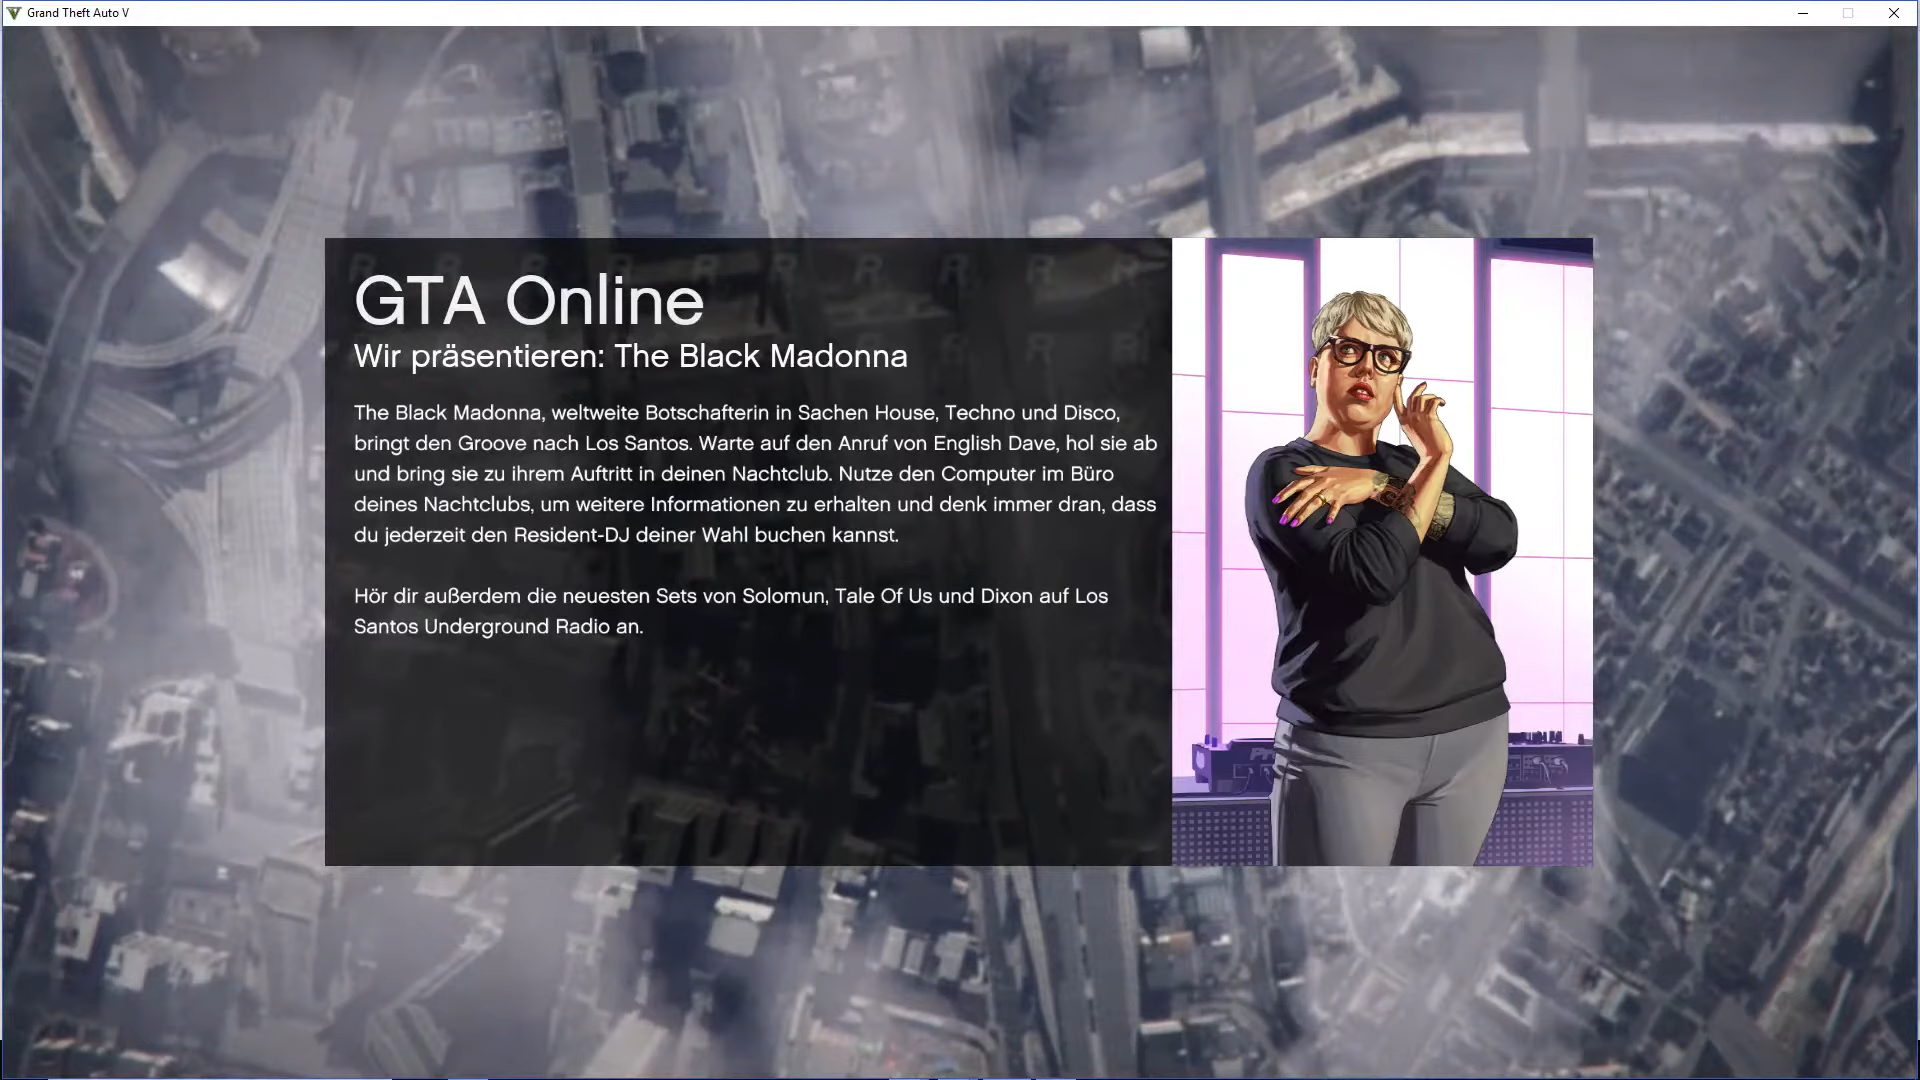 Grand Theft Auto V
GTA Online
Wir präsentieren: The Black Madonna
The Black Madonna, weltweite Botschafterin in Sachen House, Techno und Disco,
bringt den Groove nach Los Santos. Warte auf den Anruf von English Dave, hol sie ab
und bring sie zu ihrem Auftritt in deinen Nachtclub. Nutze den Computer im Büro
deines Nachtclubs, um weitere Informationen zu erhalten und denk immer dran, dass
du jederzeit den Resident-DJ deiner Wahl buchen kannst.
Hör dir außerdem die neuesten Sets von Solomun, Tale Of Us und Dixon auf Los
Santos Underground Radio an.